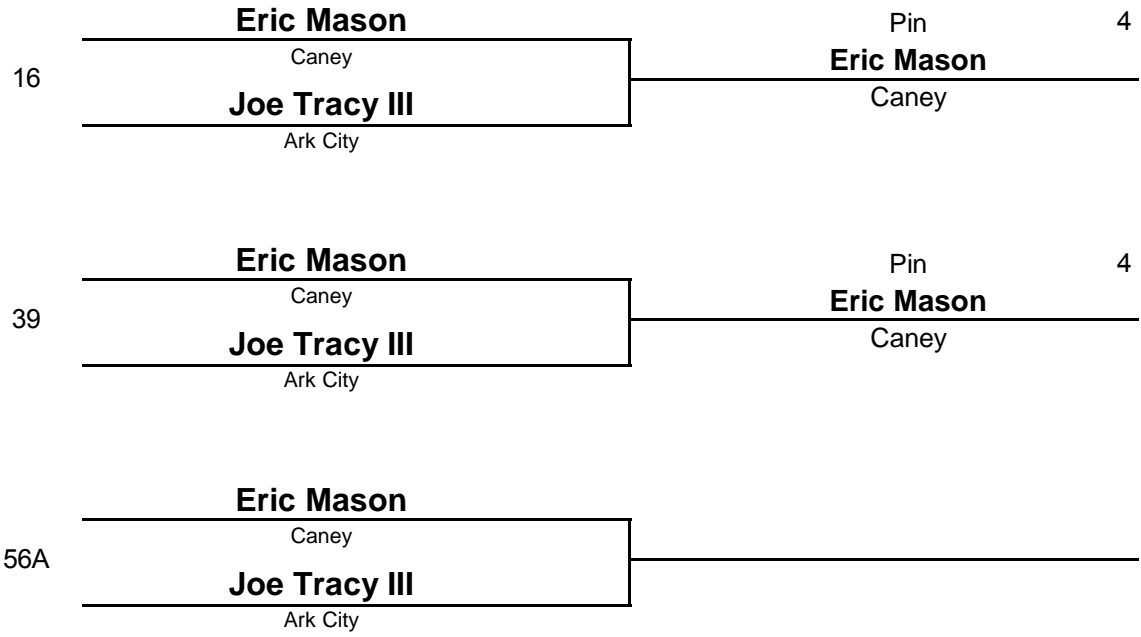 Eric Mason
Caney
16
Joe Tracy III
Ark City
Pin 4
Eric Mason
Caney
Eric Mason
Caney
39
Joe Tracy III
Ark City
Pin 4
Eric Mason
Caney
Eric Mason
Caney
56A
Joe Tracy III
Ark City